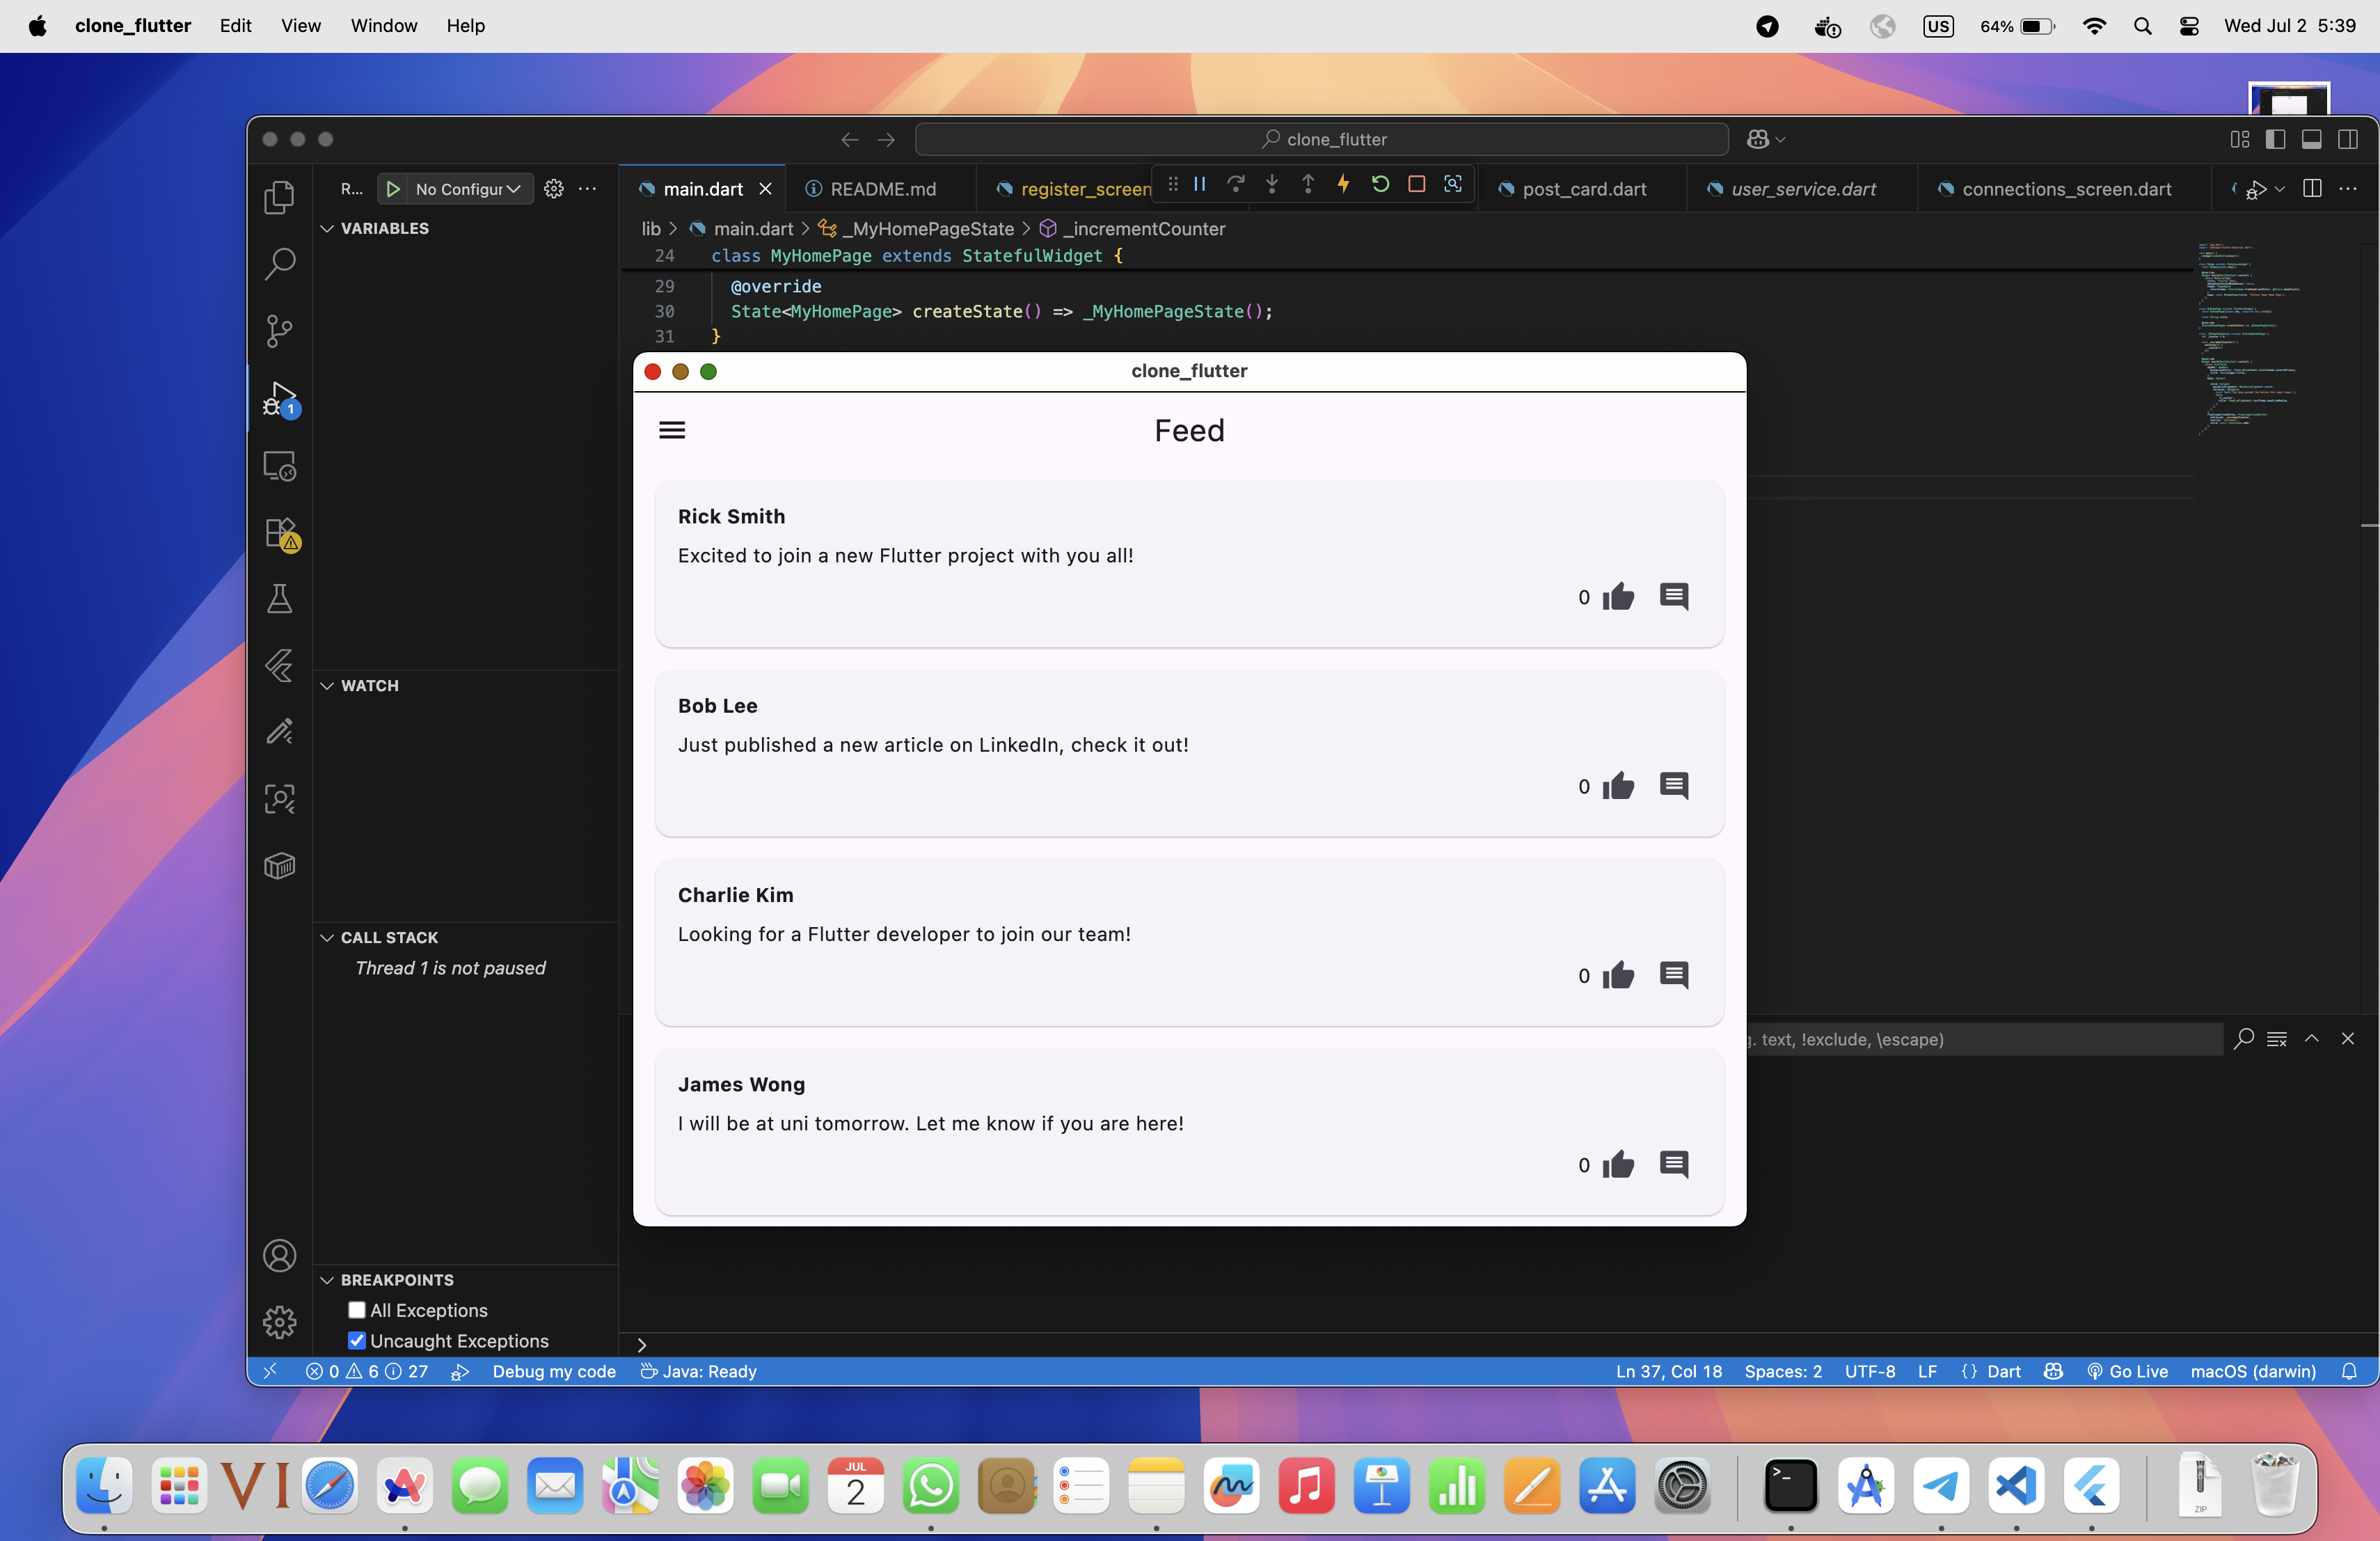 clone_flutter Edit View Window Help
US 64% Wed Jul 2 5:39
clone_flutter
R... No Configur
main.dart README.md register_screen post_card.dart user_service.dart connections_screen.dart
VARIABLES
lib main.dart _MyHomePageState _incrementCounter
24 class MyHomePage extends StatefulWidget {
29 @override
30 State<MyHomePage> createState() => _MyHomePageState();
31 }
1
clone_flutter
Feed
Rick Smith
Excited to join a new Flutter project with you all!
0
Bob Lee
Just published a new article on LinkedIn, check it out!
0
Charlie Kim
Looking for a Flutter developer to join our team!
0
James Wong
I will be at uni tomorrow. Let me know if you are here!
0
WATCH
CALL STACK
Thread 1 is not paused
. text, !exclude, \escape)
BREAKPOINTS
All Exceptions
Uncaught Exceptions
0 6 27 Debug my code Java: Ready
Ln 37, Col 18 Spaces: 2 UTF-8 LF {} Dart Go Live macOS (darwin)
VI
JUL
2
ZIP